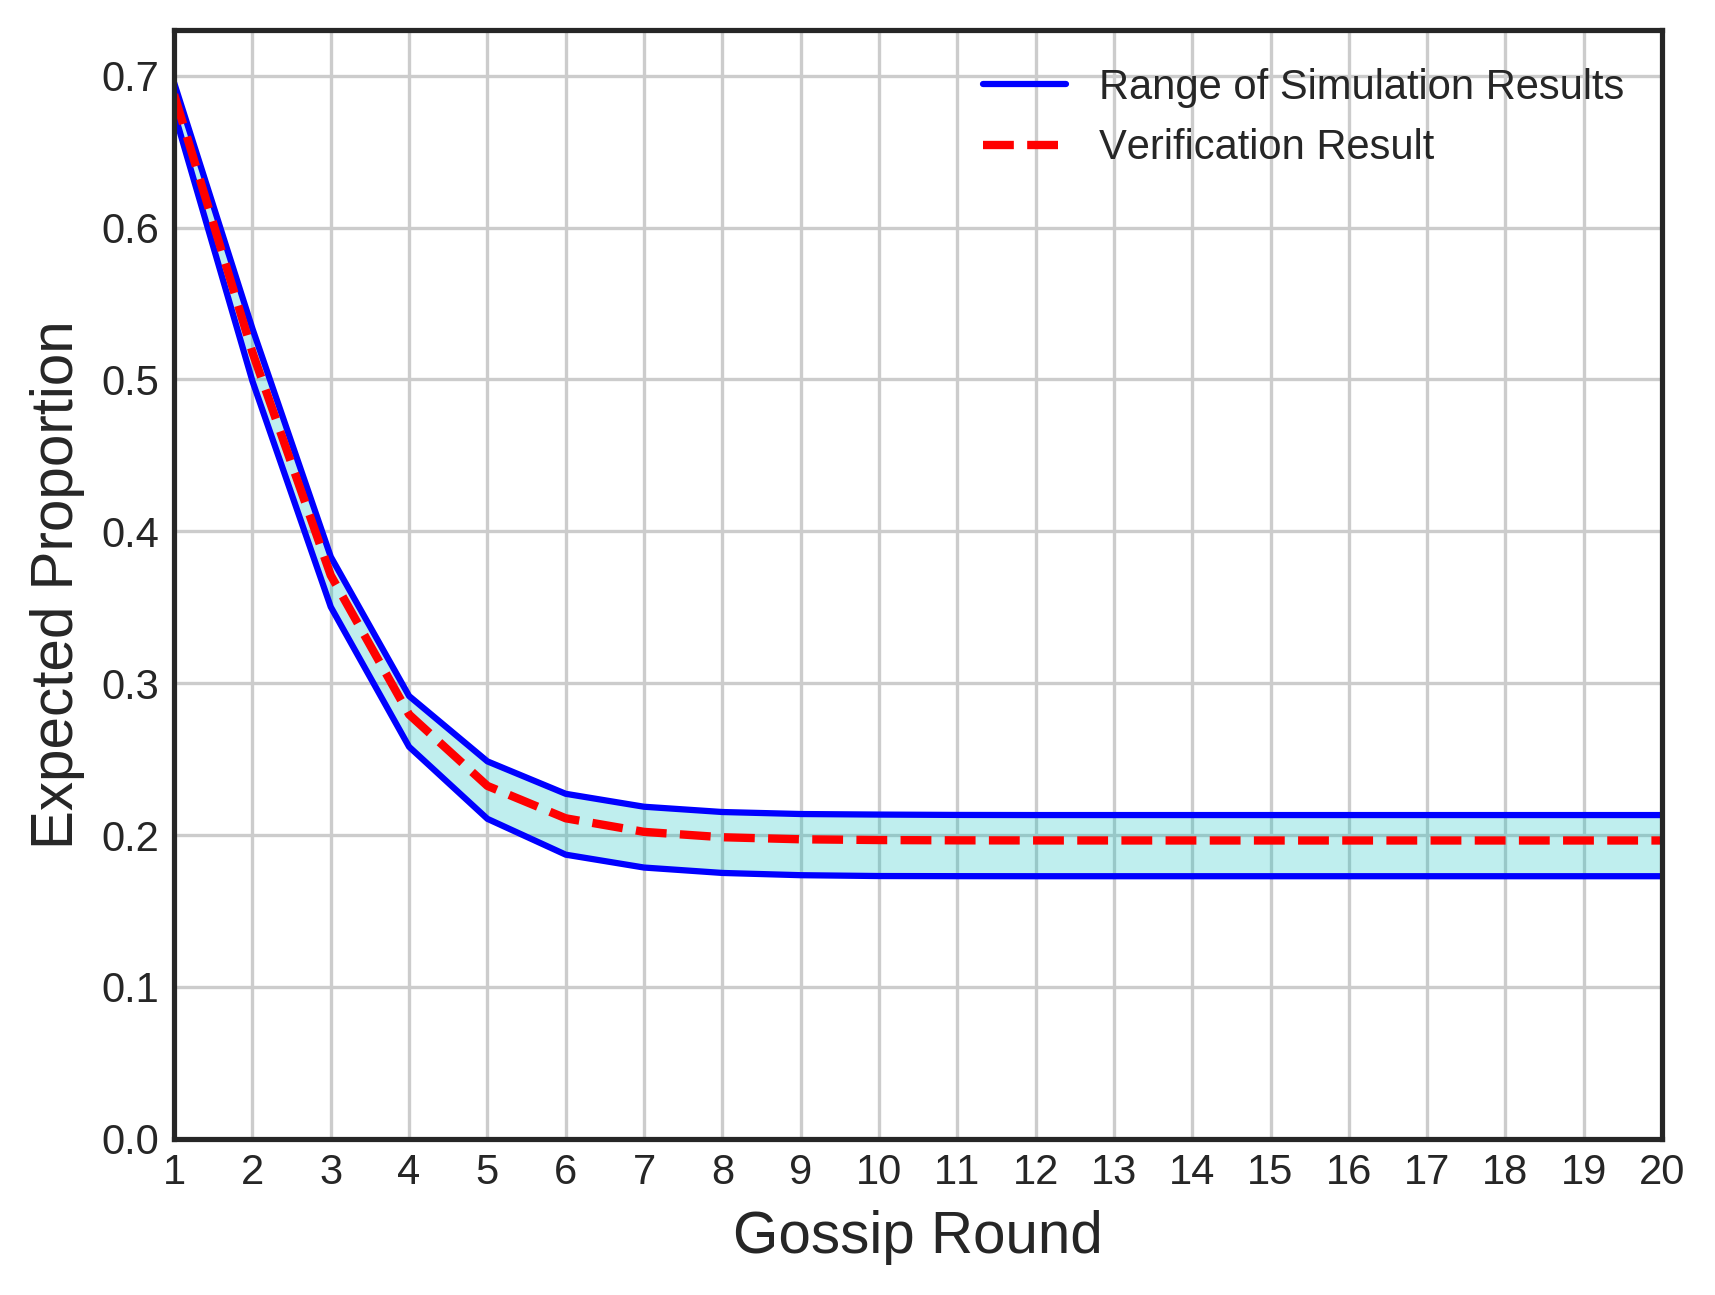 Range of Simulation Results
Verification Result
0.7
0.6
0.5
0.4
0.3
0.2
0.1
0.0
Expected Proportion
1 2 3 4 5 6 7 8 9 10 11 12 13 14 15 16 17 18 19 20
Gossip Round